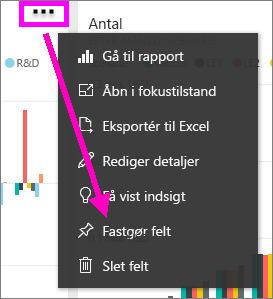 Antal
R&D
Gå til rapport
Åbn i fokustilstand
Eksportér til Excel
Rediger detaljer
Få vist indsigt
Fastgør felt
Slet felt